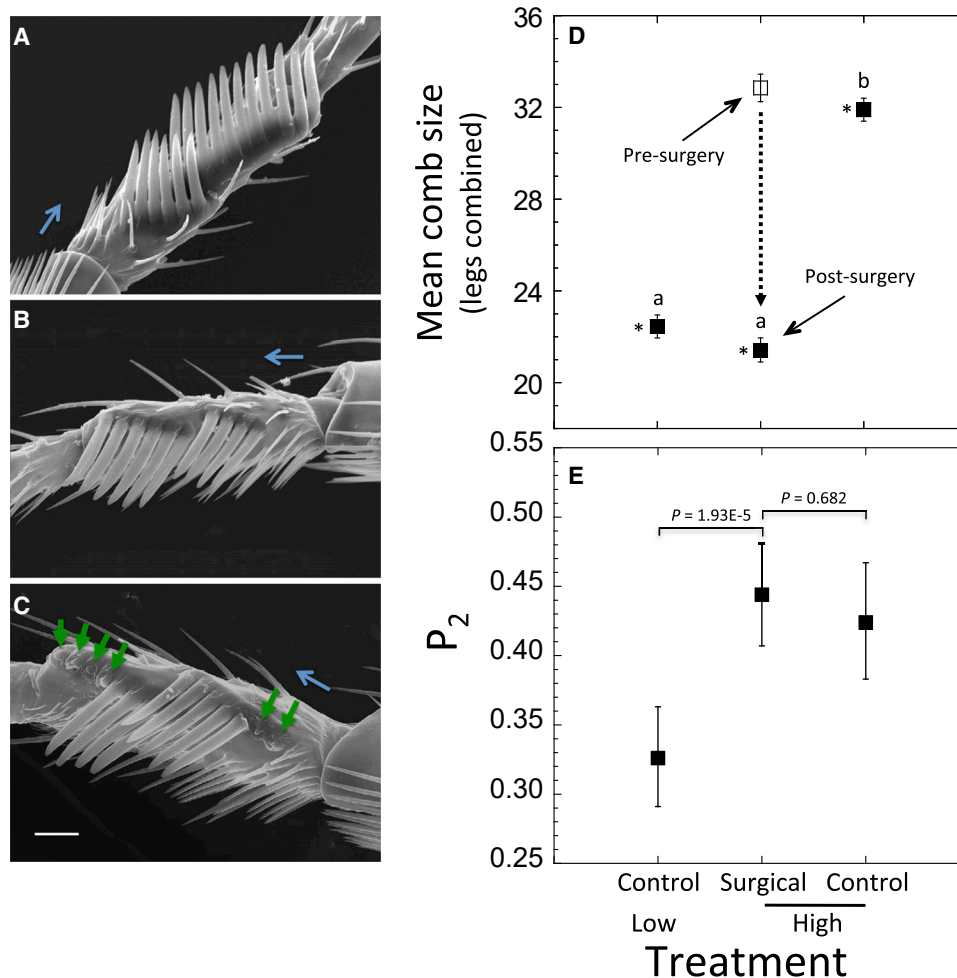 A
B
C
D
Mean comb size
(legs combined)
36
32
28
24
20
Pre-surgery
Post-surgery
a
*
a
*
b
*
E
P2
0.55
0.50
0.45
0.40
0.35
0.30
0.25
P = 1.93E-5
P = 0.682
Control Surgical Control
Low High
Treatment